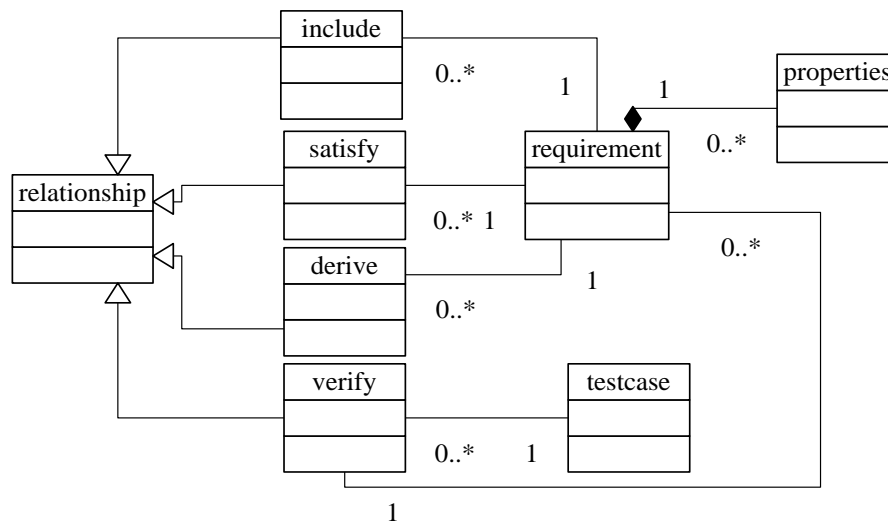 include
properties
0..*
1
1
satisfy
requirement
0..*
relationship
0..*
1
0..*
derive
1
0..*
verify
testcase
0..*
1
1